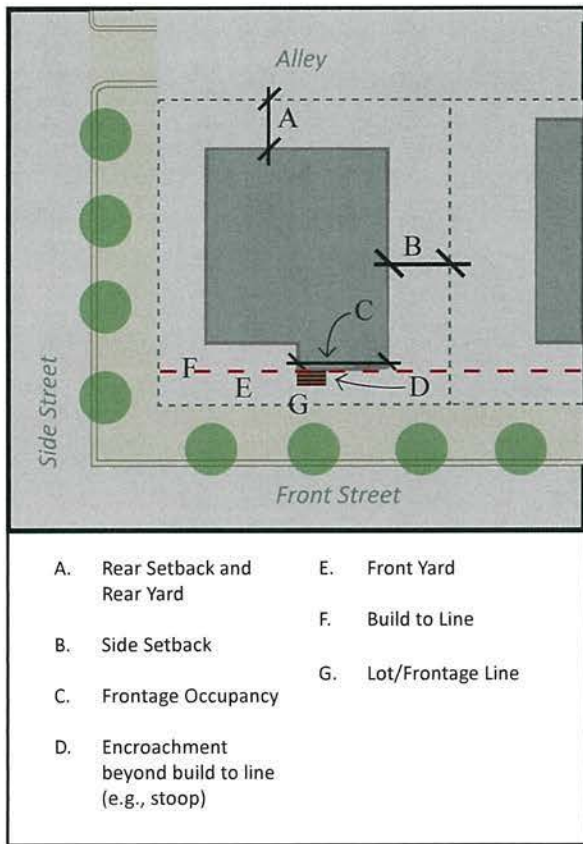 Alley
A
B
C
F
E
D
G
Side Street
Front Street
A. Rear Setback and
Rear Yard
B. Side Setback
C. Frontage Occupancy
D. Encroachment
beyond build to line
(e.g., stoop)
E. Front Yard
F. Build to Line
G. Lot/Frontage Line